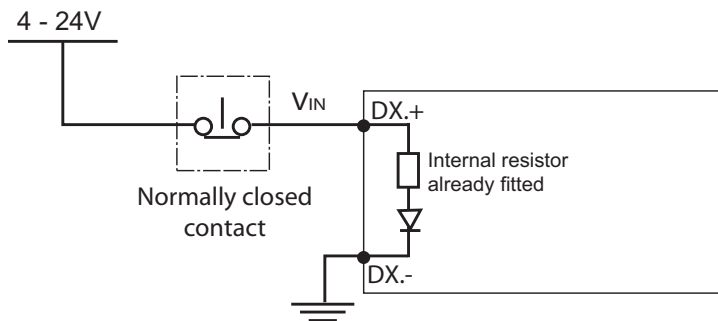 4 - 24V
VIN
DX.+
Internal resistor
already fitted
Normally closed
contact
DX.-